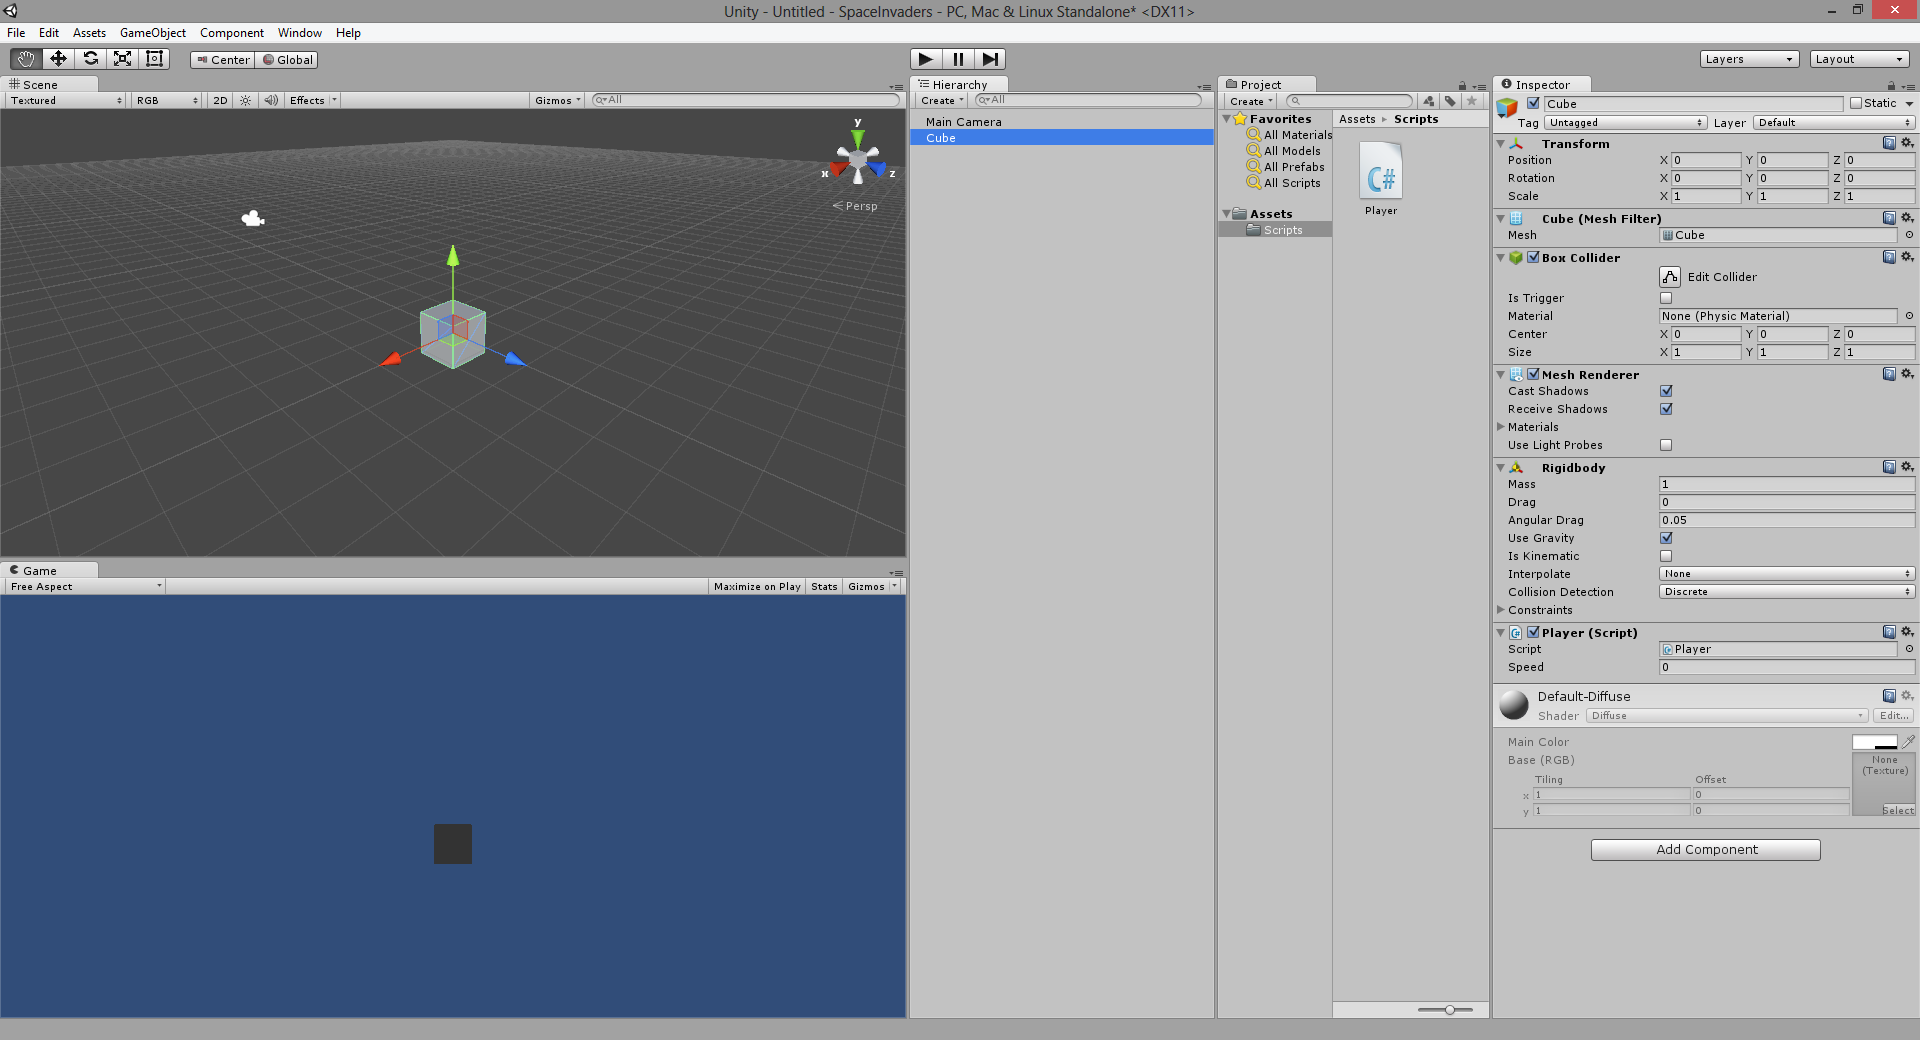 Unity - Untitled - SpaceInvaders - PC, Mac & Linux Standalone* <DX11>
File Edit Assets GameObject Component Window Help
Center Global
Layers Layout
Scene
Textured RGB 2D Effects Gizmos All
y
x z
Persp
Game
Free Aspect Maximize on Play Stats Gizmos
Hierarchy
Create All
Main Camera
Cube
Project
Create
Favorites
All Materials
All Models
All Prefabs
All Scripts
Assets
Scripts
Assets Scripts
C#
Player
Inspector
Cube Static
Tag Untagged Layer Default
Transform
Position X 0 Y 0 Z 0
Rotation X 0 Y 0 Z 0
Scale X 1 Y 1 Z 1
Cube (Mesh Filter)
Mesh Cube
Box Collider
Edit Collider
Is Trigger
Material None (Physic Material)
Center X 0 Y 0 Z 0
Size X 1 Y 1 Z 1
Mesh Renderer
Cast Shadows
Receive Shadows
Materials
Use Light Probes
Rigidbody
Mass 1
Drag 0
Angular Drag 0.05
Use Gravity
Is Kinematic
Interpolate None
Collision Detection Discrete
Constraints
Player (Script)
Script Player
Speed 0
Default-Diffuse
Shader Diffuse Edit...
Main Color
Base (RGB)
None
(Texture)
Tiling Offset
x 1 0
y 1 0
Select
Add Component